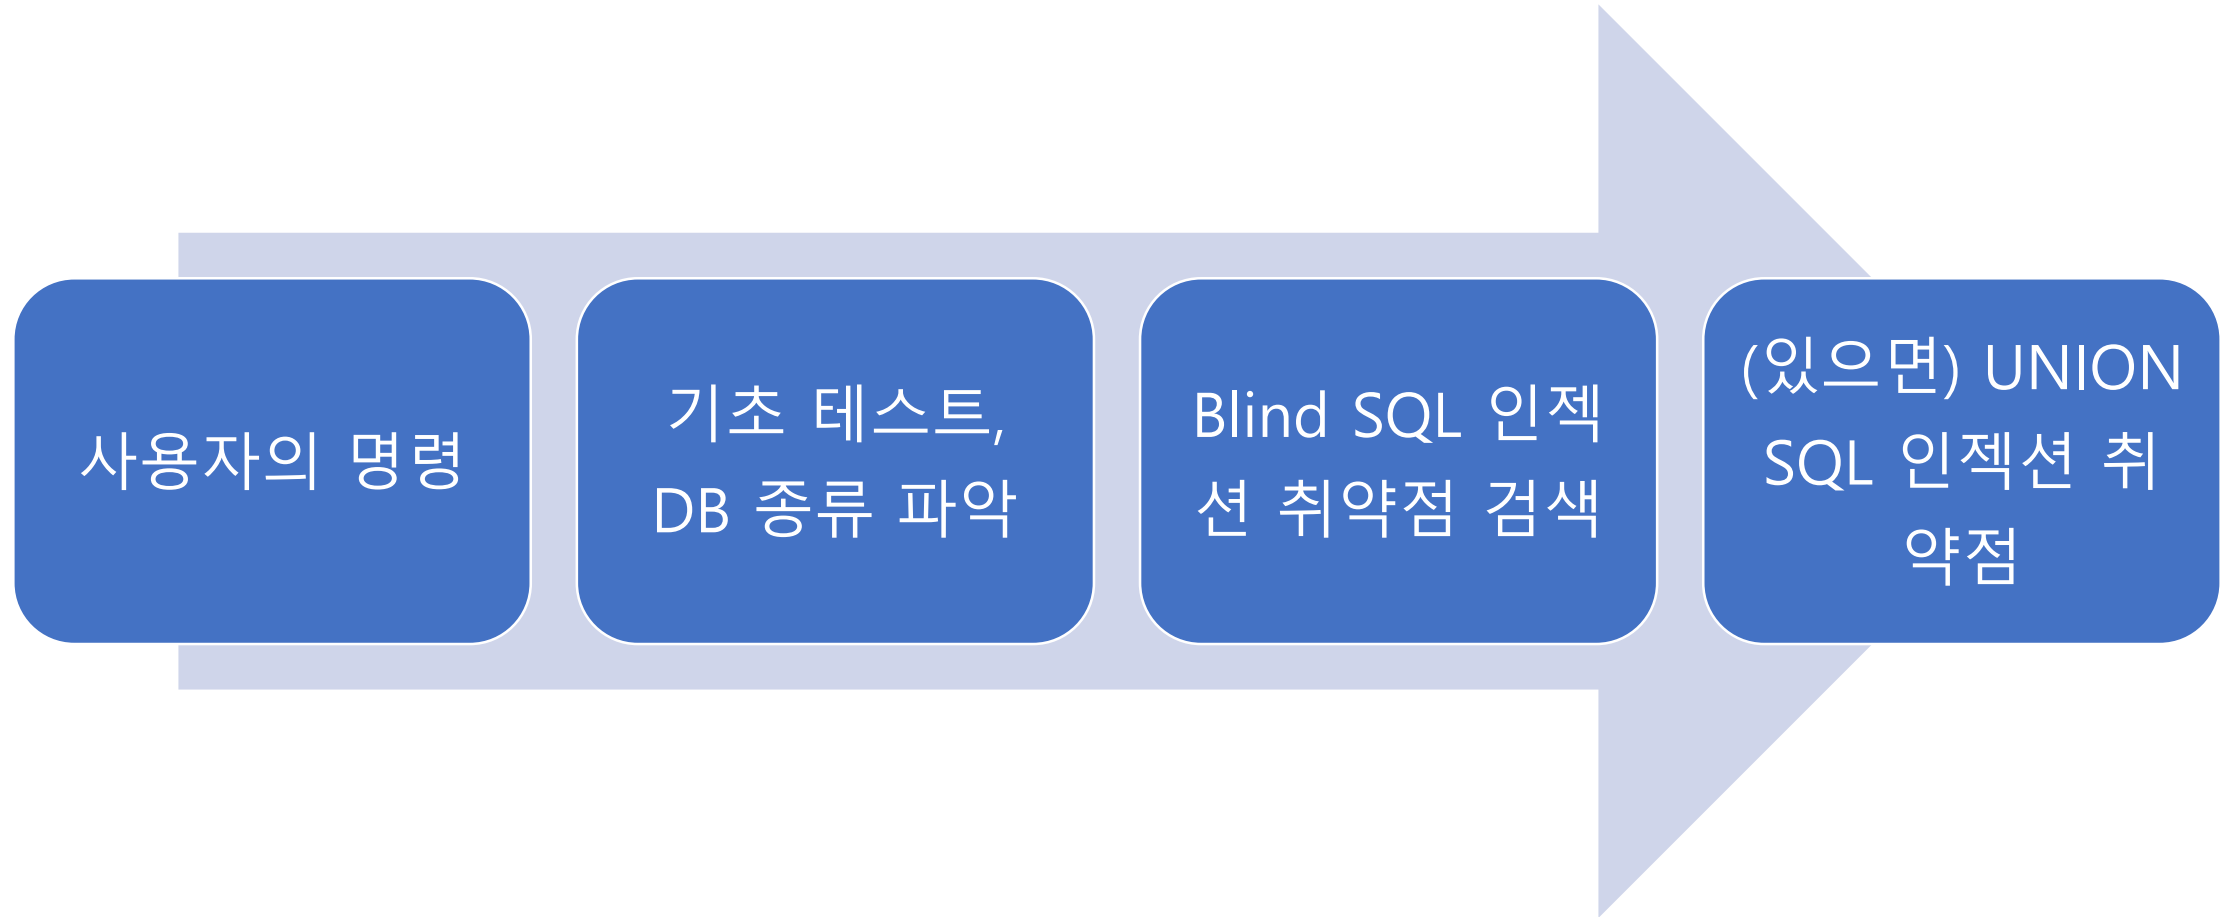 사용자의 명령
기초 테스트,
DB 종류 파악
Blind SQL 인젝
션 취약점 검색
(있으면) UNION
SQL 인젝션 취
약점